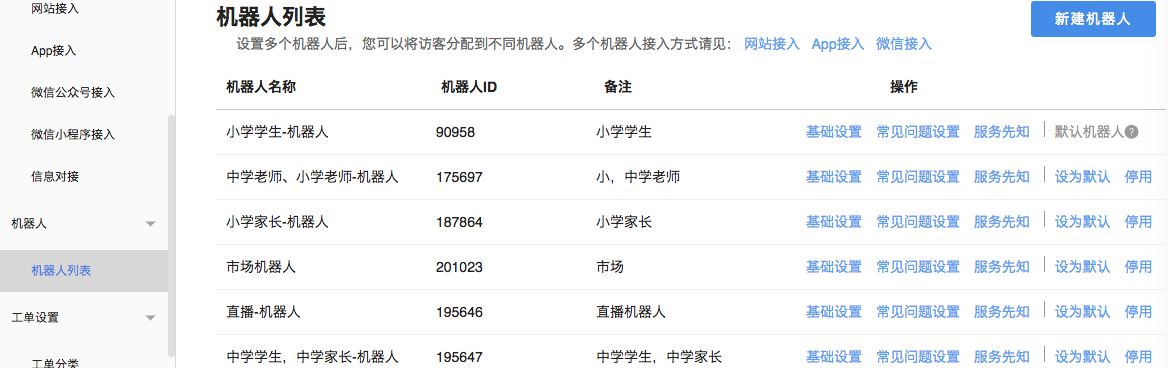 网站接入
App接入
微信公众号接入
微信小程序接入
信息对接
机器人
机器人列表
工单设置
工单分类
机器人列表
新建机器人
设置多个机器人后，您可以将访客分配到不同机器人。多个机器人接入方式请见： 网站接入 App接入 微信接入
机器人名称 机器人ID 备注 操作
小学学生-机器人 90958 小学学生 基础设置 常见问题设置 服务先知 | 默认机器人?
中学老师、小学老师-机器人 175697 小，中学老师 基础设置 常见问题设置 服务先知 | 设为默认 停用
小学家长-机器人 187864 小学家长 基础设置 常见问题设置 服务先知 | 设为默认 停用
市场机器人 201023 市场 基础设置 常见问题设置 服务先知 | 设为默认 停用
直播-机器人 195646 直播机器人 基础设置 常见问题设置 服务先知 | 设为默认 停用
中学学生，中学家长-机器人 195647 中学学生，中学家长 基础设置 常见问题设置 服务先知 | 设为默认 停用